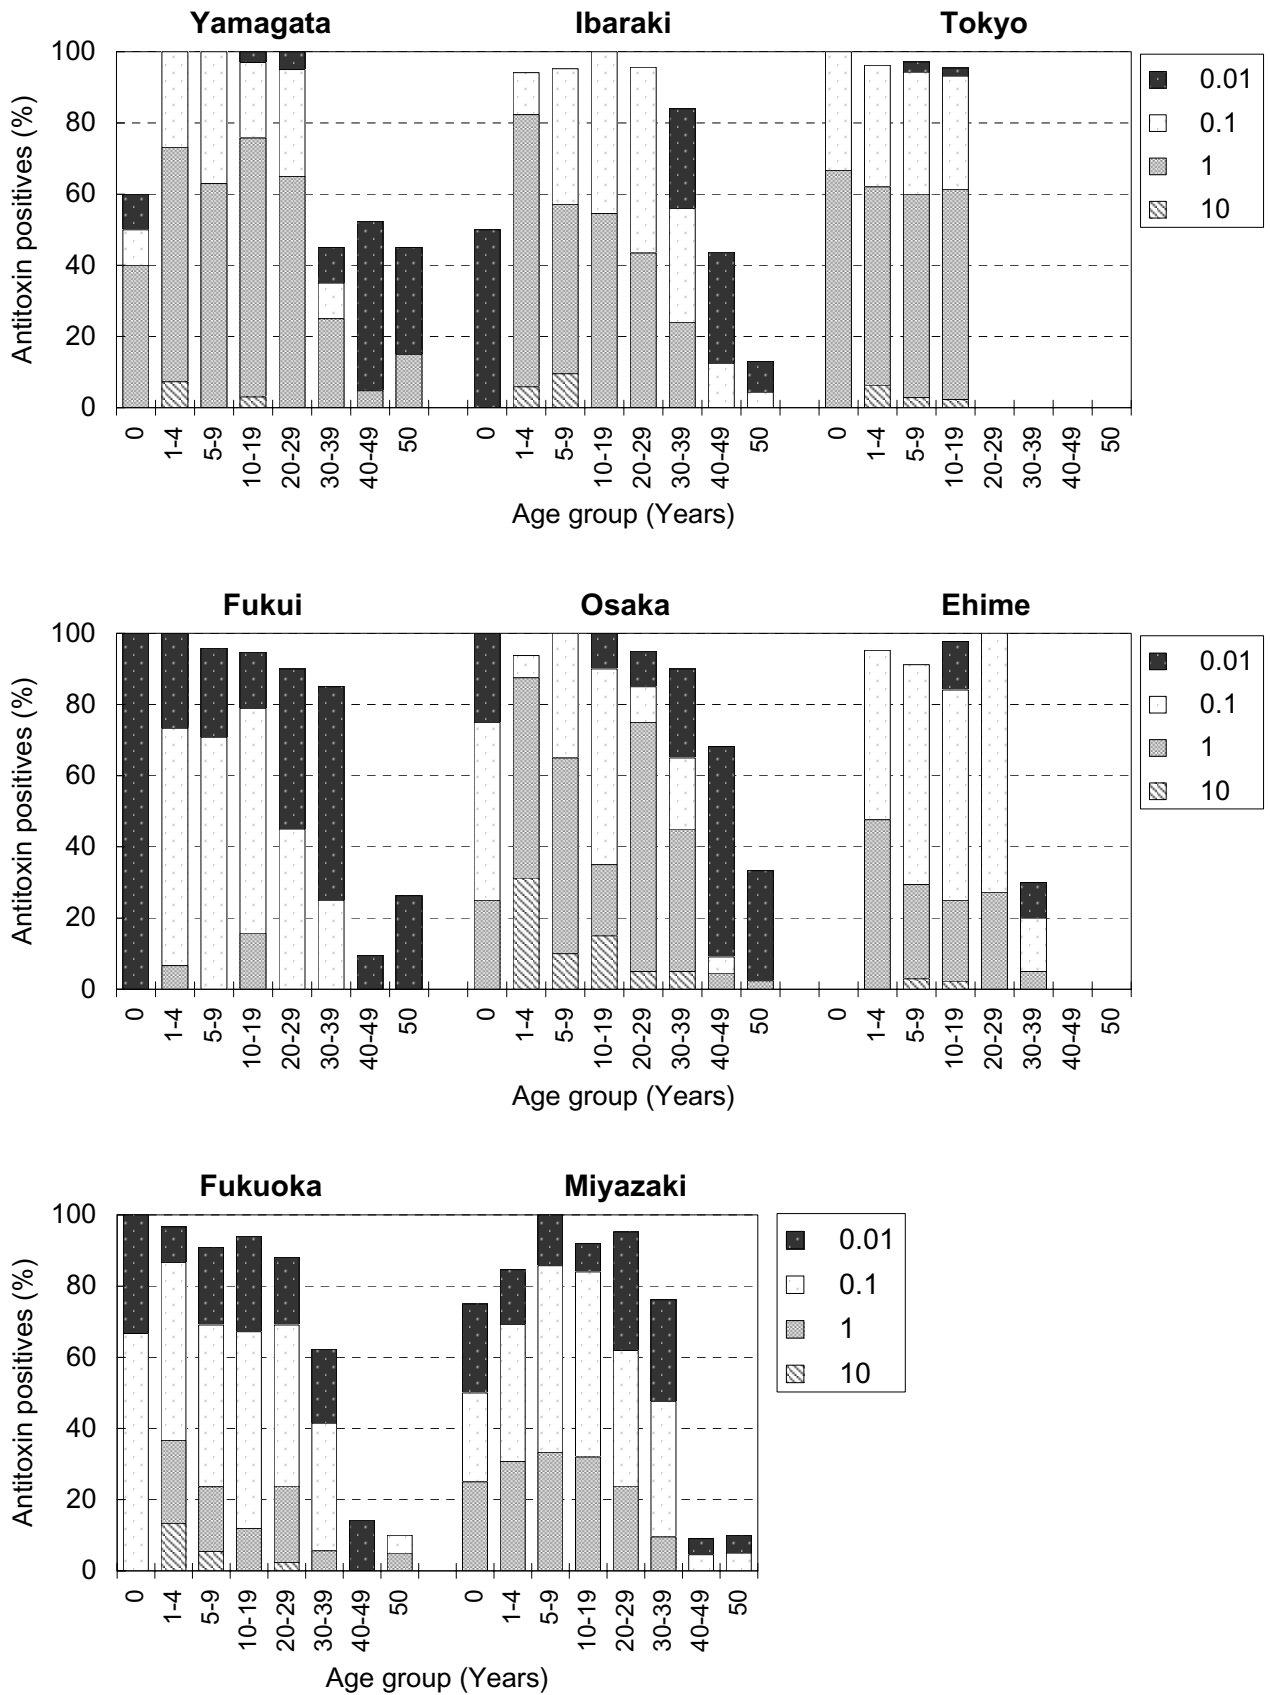 Yamagata Ibaraki Tokyo
Antitoxin positives (%)
100
80
60
40
20
0
0 1-4 5-9 10-19 20-29 30-39 40-49 50 0 1-4 5-9 10-19 20-29 30-39 40-49 50 0 1-4 5-9 10-19 20-29 30-39 40-49 50
Age group (Years)
0.01
0.1
1
10
Fukui Osaka Ehime
Antitoxin positives (%)
100
80
60
40
20
0
0 1-4 5-9 10-19 20-29 30-39 40-49 50 0 1-4 5-9 10-19 20-29 30-39 40-49 50 0 1-4 5-9 10-19 20-29 30-39 40-49 50
Age group (Years)
0.01
0.1
1
10
Fukuoka Miyazaki
Antitoxin positives (%)
100
80
60
40
20
0
0 1-4 5-9 10-19 20-29 30-39 40-49 50 0 1-4 5-9 10-19 20-29 30-39 40-49 50
Age group (Years)
0.01
0.1
1
10